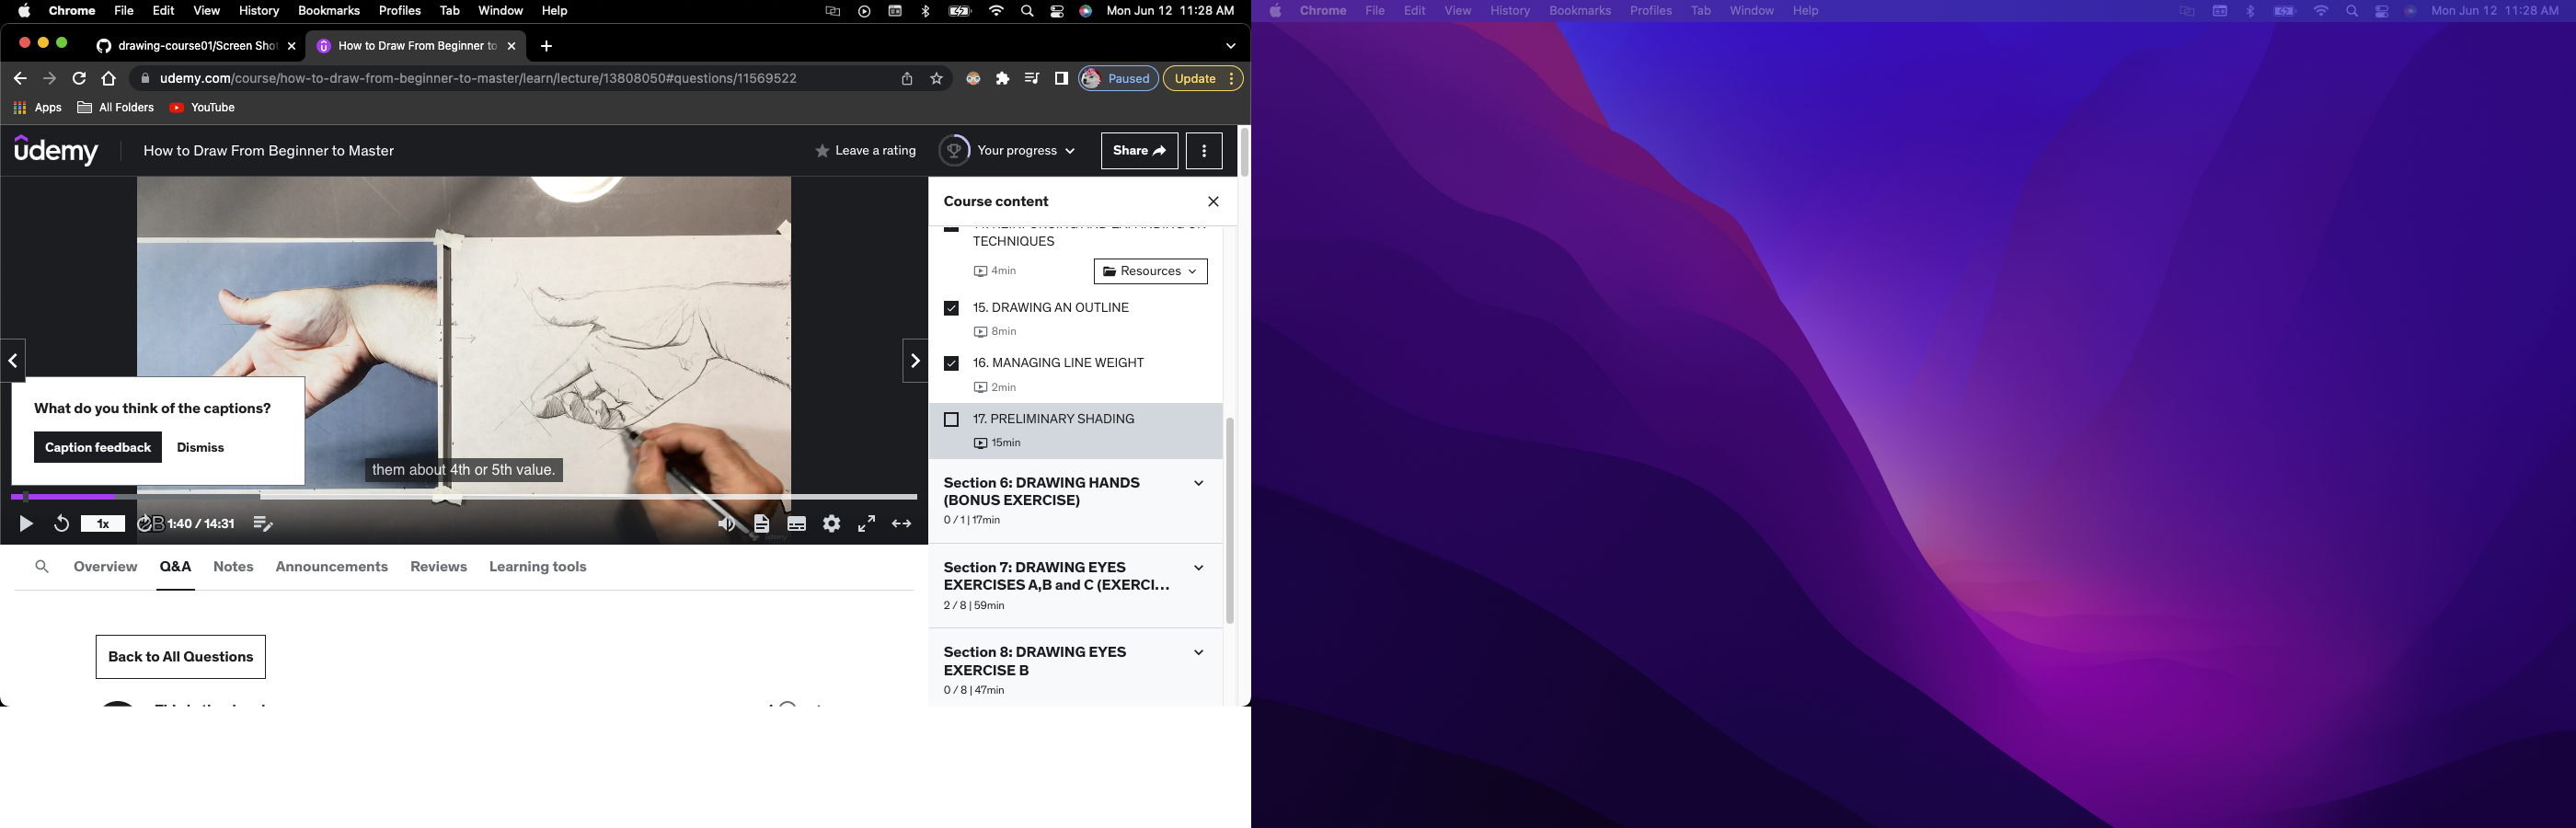 Chrome File Edit View History Bookmarks Profiles Tab Window Help Mon Jun 12 11:28 AM
drawing-course01/Screen Shot
How to Draw From Beginner to
udemy.com/course/how-to-draw-from-beginner-to-master/learn/lecture/13808050#questions/11569522
Paused
Update
Apps All Folders YouTube
udemy
How to Draw From Beginner to Master
Leave a rating
Your progress
Share
Course content
TECHNIQUES
4min
Resources
15. DRAWING AN OUTLINE
8min
16. MANAGING LINE WEIGHT
2min
17. PRELIMINARY SHADING
15min
Section 6: DRAWING HANDS
(BONUS EXERCISE)
0 / 1 | 17min
Section 7: DRAWING EYES
EXERCISES A,B and C (EXERCI...
2 / 8 | 59min
Section 8: DRAWING EYES
EXERCISE B
0 / 8 | 47min
What do you think of the captions?
Caption feedback Dismiss
them about 4th or 5th value.
1x
1:40 / 14:31
Overview Q&A Notes Announcements Reviews Learning tools
Back to All Questions
Chrome File Edit View History Bookmarks Profiles Tab Window Help Mon Jun 12 11:28 AM